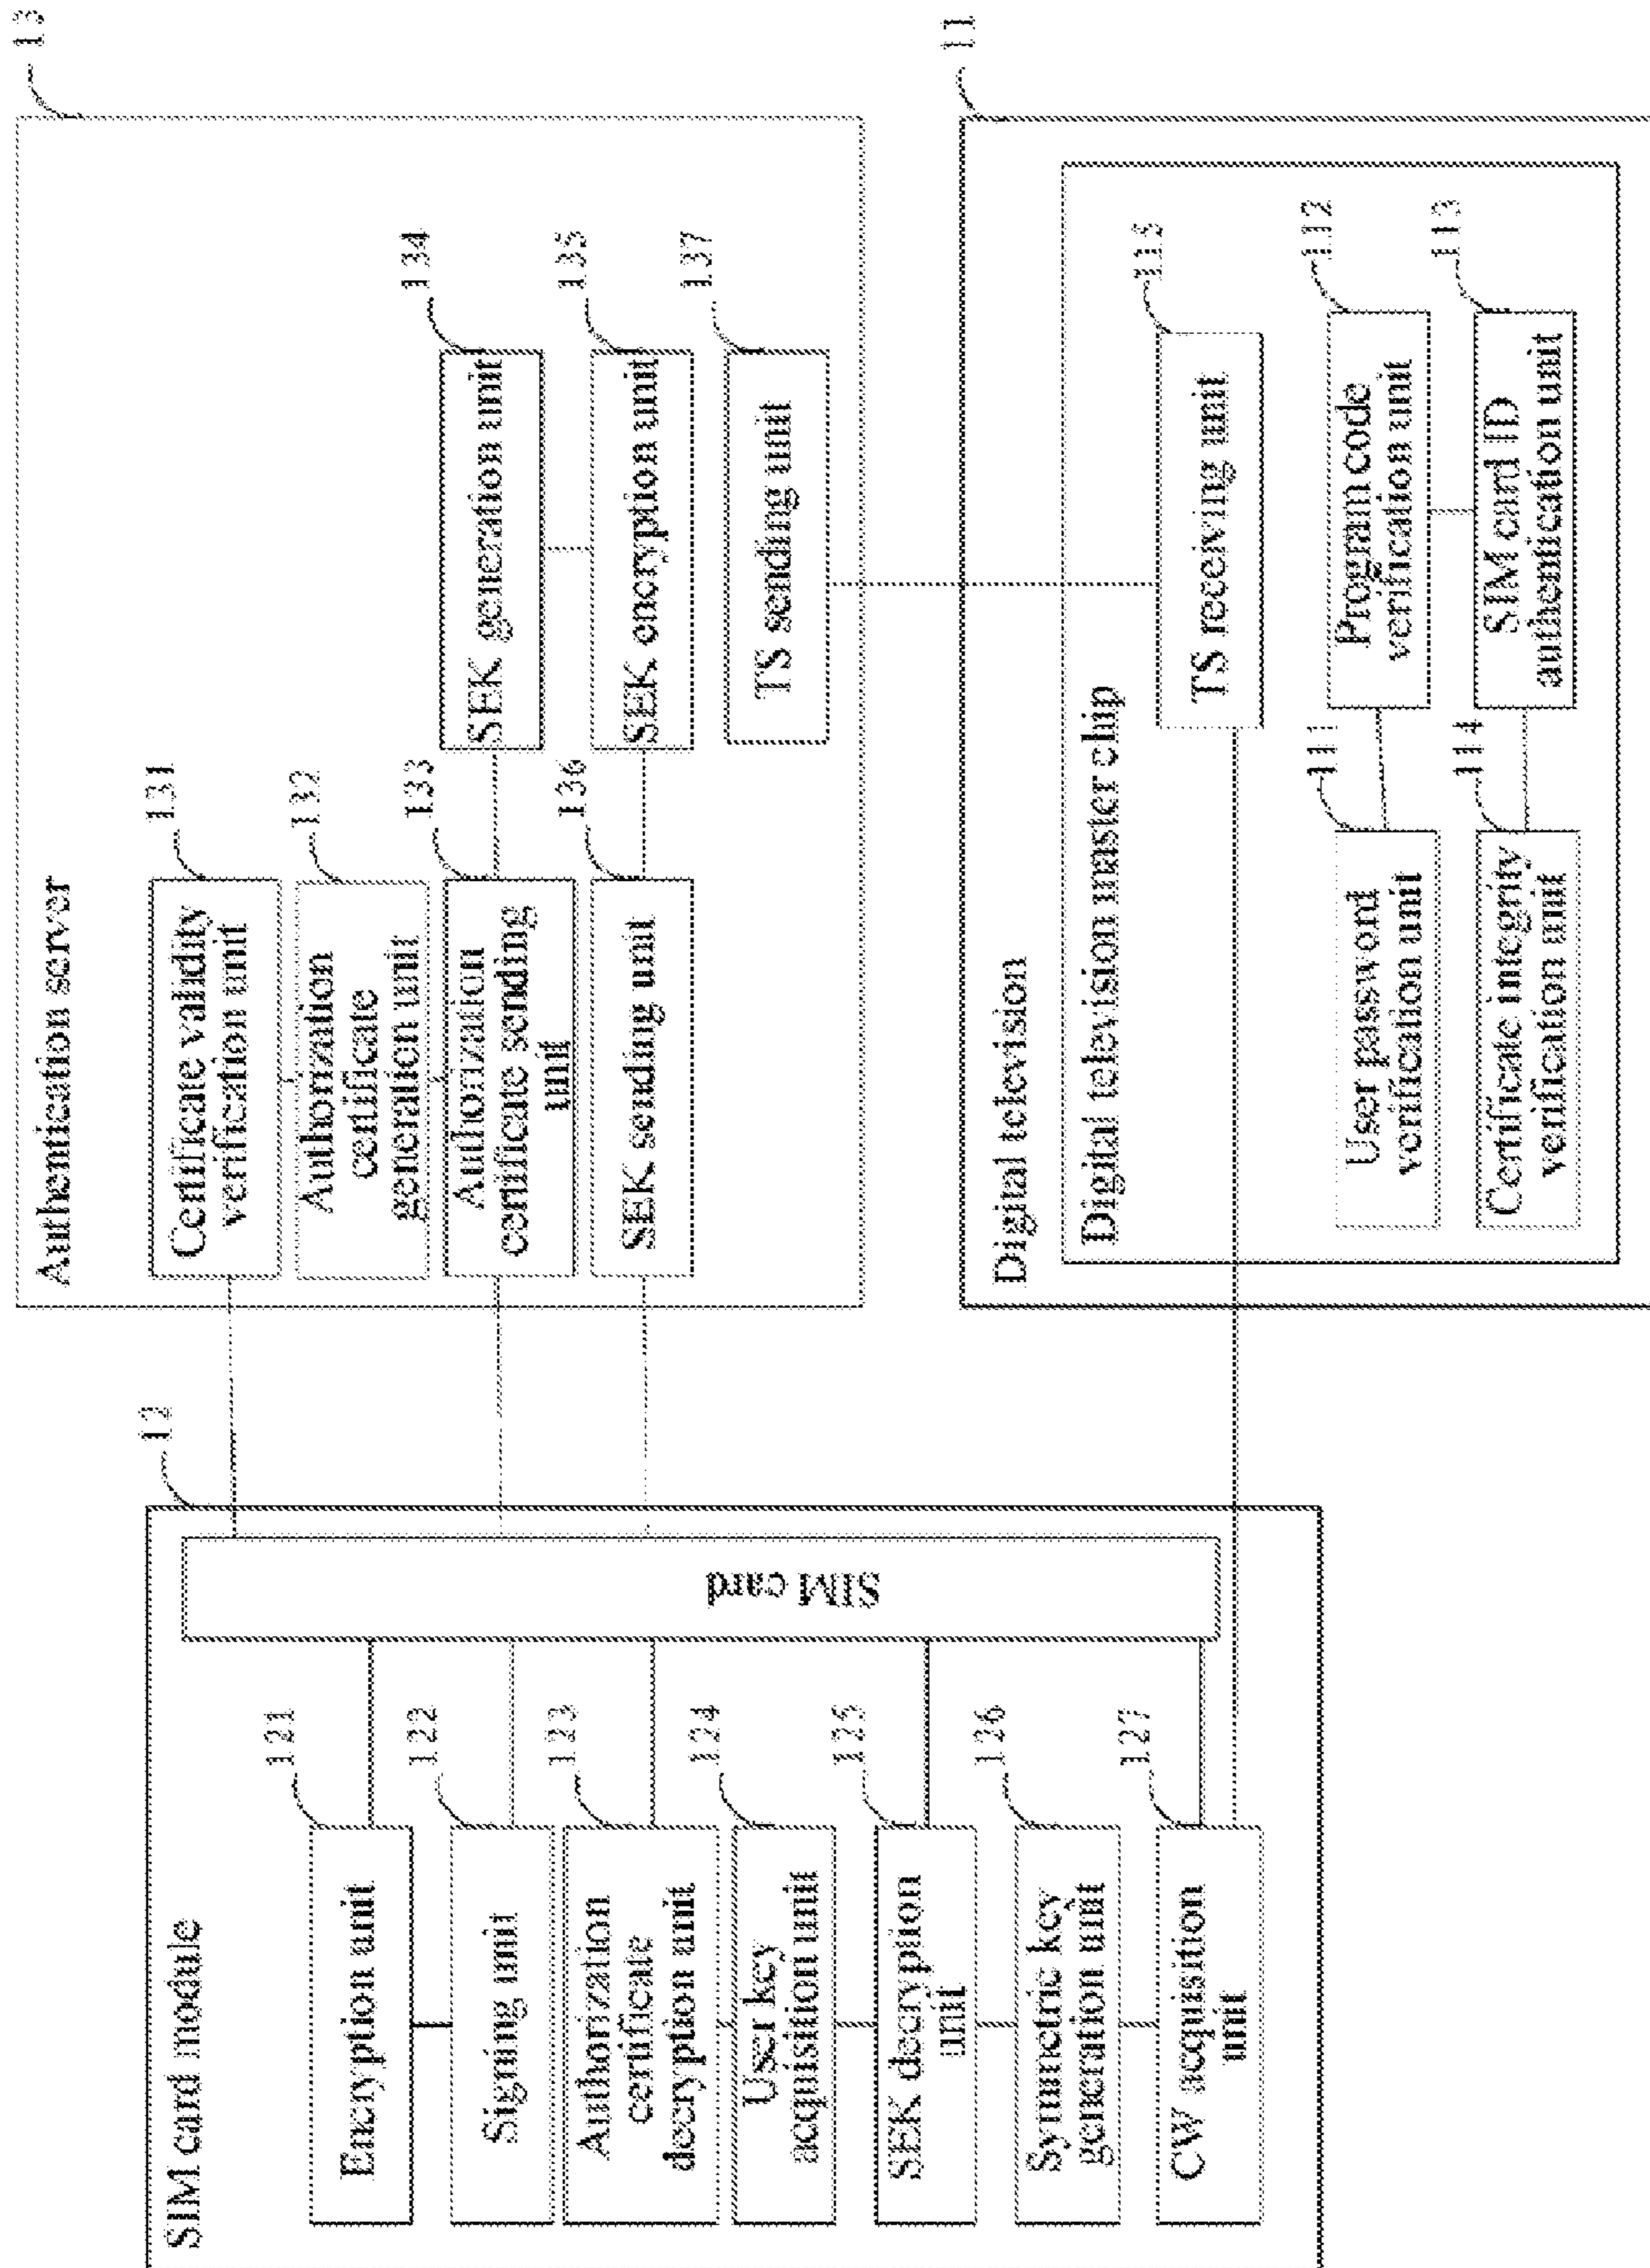 SIM card module
12
Encryption unit
121
Signing unit
122
Authorization
certificate
decryption unit
123
User key
acquisition unit
124
SEK decryption
unit
125
Symmetric key
generation unit
126
CW acquisition
unit
127
SIM card
Authentication server
13
Certificate validity
verification unit
131
Authorization
certificate
generation unit
132
Authorization
certificate sending
unit
133
SEK sending unit
136
SEK generation unit
134
SEK encryption unit
135
TS sending unit
137
Digital television
11
Digital television master chip
TS receiving unit
115
User password
verification unit
111
Program code
verification unit
112
Certificate integrity
verification unit
114
SIM card ID
authentication unit
113